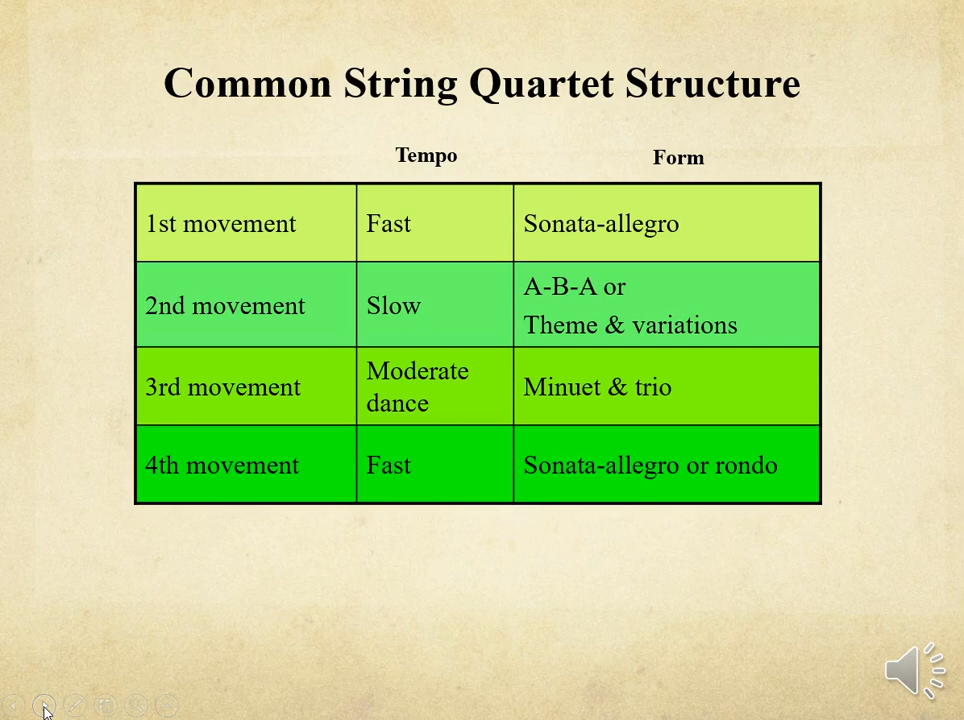 Common String Quartet Structure
Tempo
Form
1st movement
Fast
Sonata-allegro
2nd movement
Slow
A-B-A or
Theme & variations
3rd movement
Moderate
dance
Minuet & trio
4th movement
Fast
Sonata-allegro or rondo